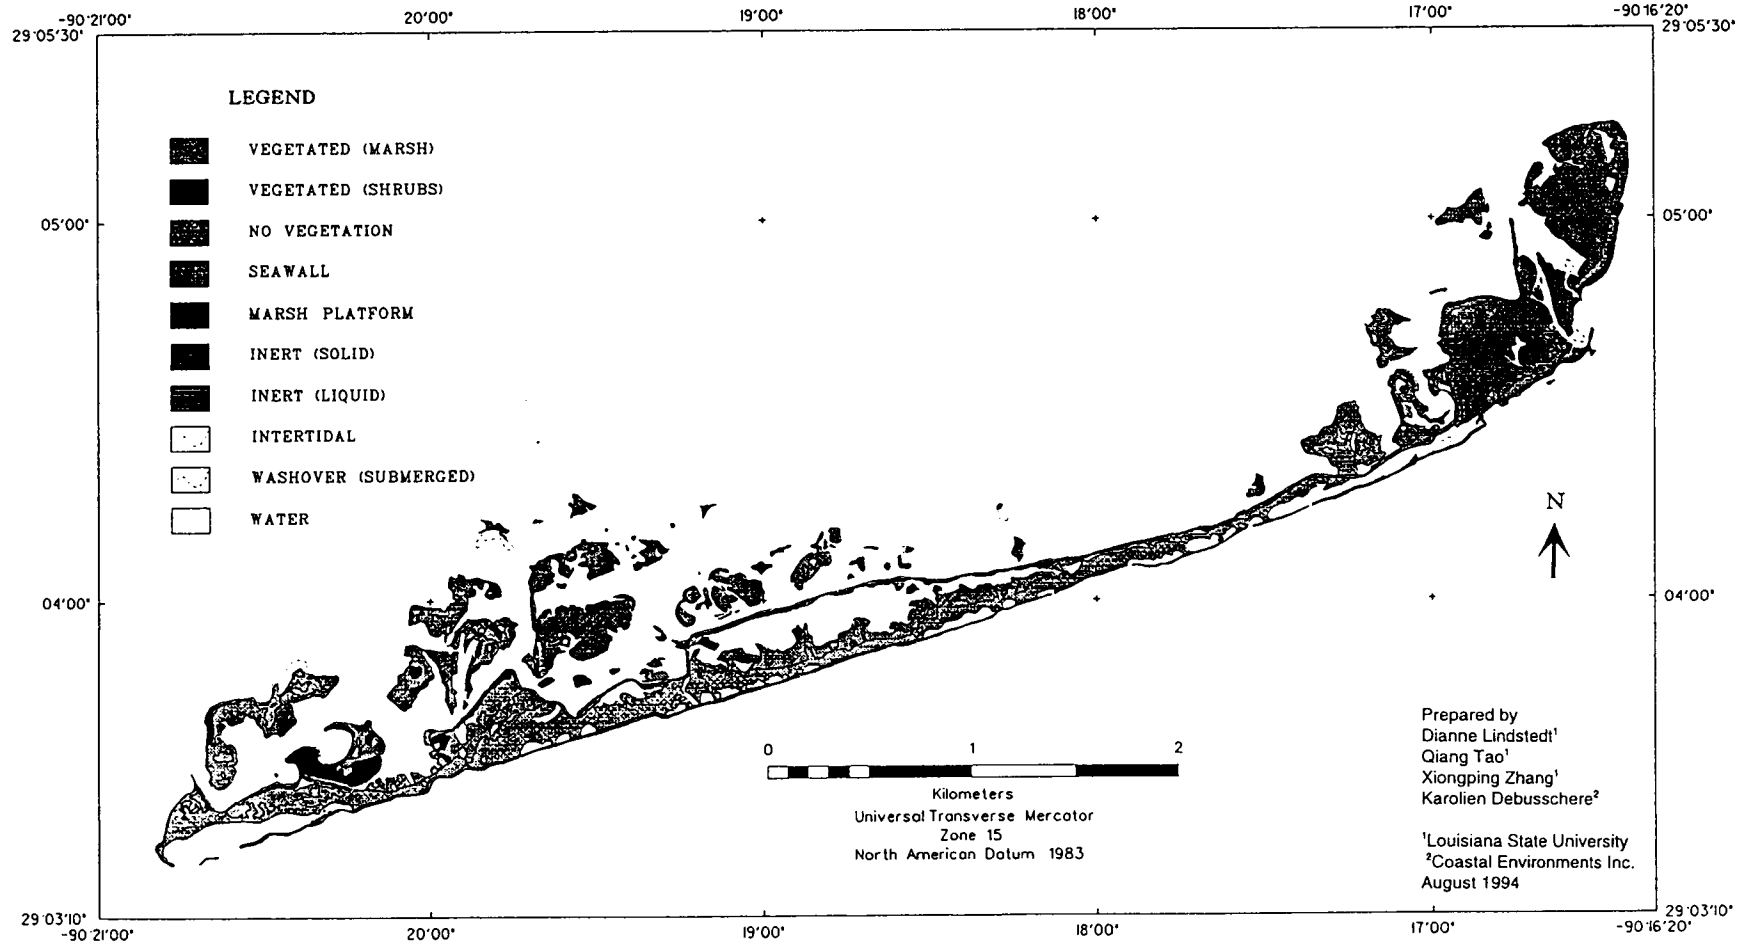 -90°21'00" 20'00" 19'00" 18'00" 17'00" -90°16'20"
29°05'30" 29°05'30"
LEGEND
VEGETATED (MARSH)
VEGETATED (SHRUBS)
NO VEGETATION
SEAWALL
MARSH PLATFORM
INERT (SOLID)
INERT (LIQUID)
INTERTIDAL
WASHOVER (SUBMERGED)
WATER
05'00" 05'00"
N
04'00" 04'00"
0 1 2
Kilometers
Universal Transverse Mercator
Zone 15
North American Datum 1983
Prepared by
Dianne Lindstedt¹
Qiang Tao¹
Xiongping Zhang¹
Karolien Debusschere²
¹Louisiana State University
²Coastal Environments Inc.
August 1994
29°03'10" 29°03'10"
-90°21'00" 20'00" 19'00" 18'00" 17'00" -90°16'20"